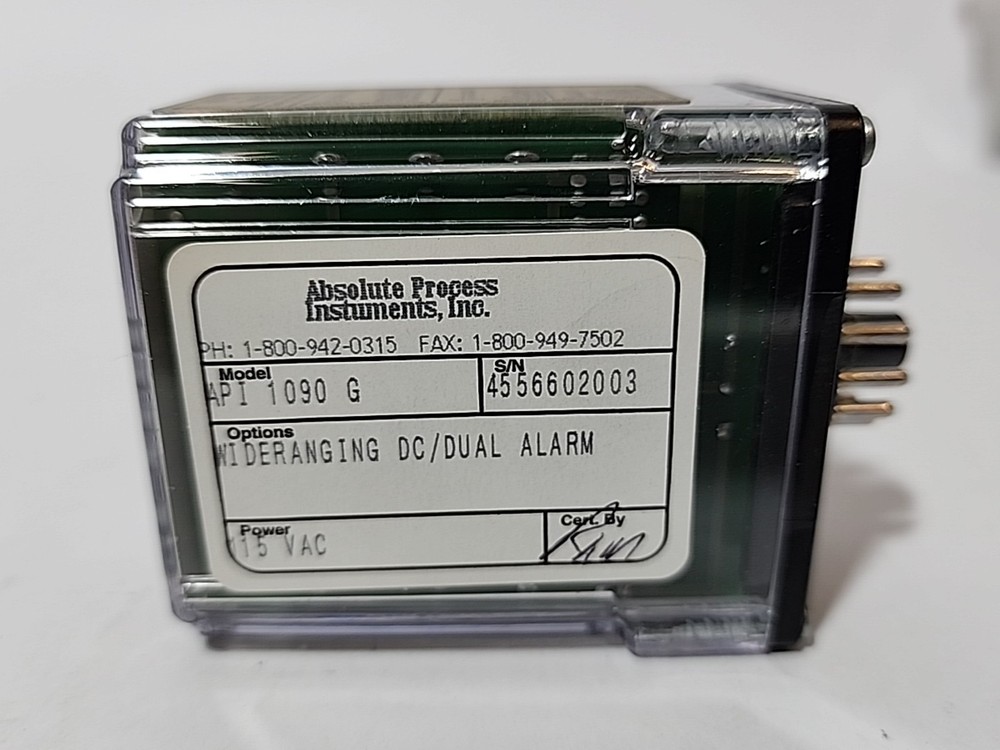 Absolute Process
Instuments, Inc.
PH: 1-800-942-0315 FAX: 1-800-949-7502
Model
API 1090 G
S/N
4556602003
Options
WIDERANGING DC/DUAL ALARM
Power
115 VAC
Cert. By